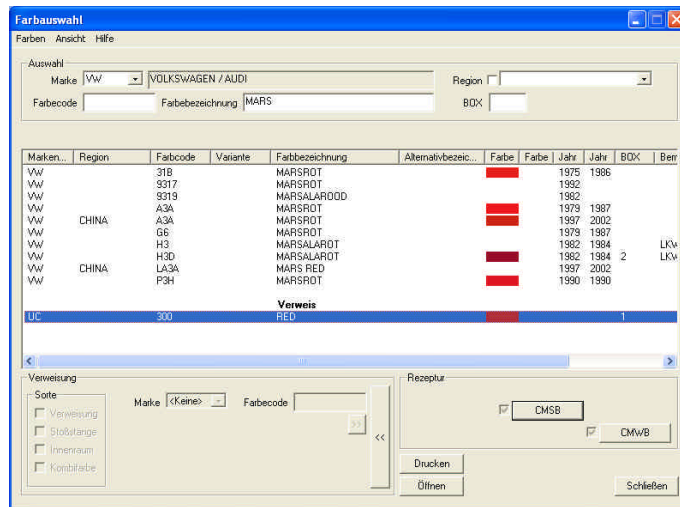 Farbauswahl
Farben Ansicht Hilfe
Auswahl
Marke VW VOLKSWAGEN / AUDI Region
Farbecode Farbebezeichnung MARS BOX
Marken... Region Farbcode Variante Farbbezeichnung Alternativbezeic... Farbe Farbe Jahr Jahr BOX Bem
VW 31B MARSROT 1975 1986
VW 9317 MARSROT 1992
VW 9319 MARSALAROOD 1982
VW A3A MARSROT 1979 1987
VW CHINA A3A MARSROT 1997 2002
VW G6 MARSROT 1979 1987
VW H3 MARSALAROT 1982 1984 LKW
VW H3D MARSALAROT 1982 1984 2 LKW
VW CHINA LA3A MARS RED 1997 2002
VW P3H MARSROT 1990 1990
Verweis
UC 300 RED 1
Verweisung Rezeptur
Sorte
Marke <Keine> Farbecode
Verweisung
Stoßstange
Innenraum
Kombifarbe
>>
<<
CMSB
CMWB
Drucken
Öffnen Schließen